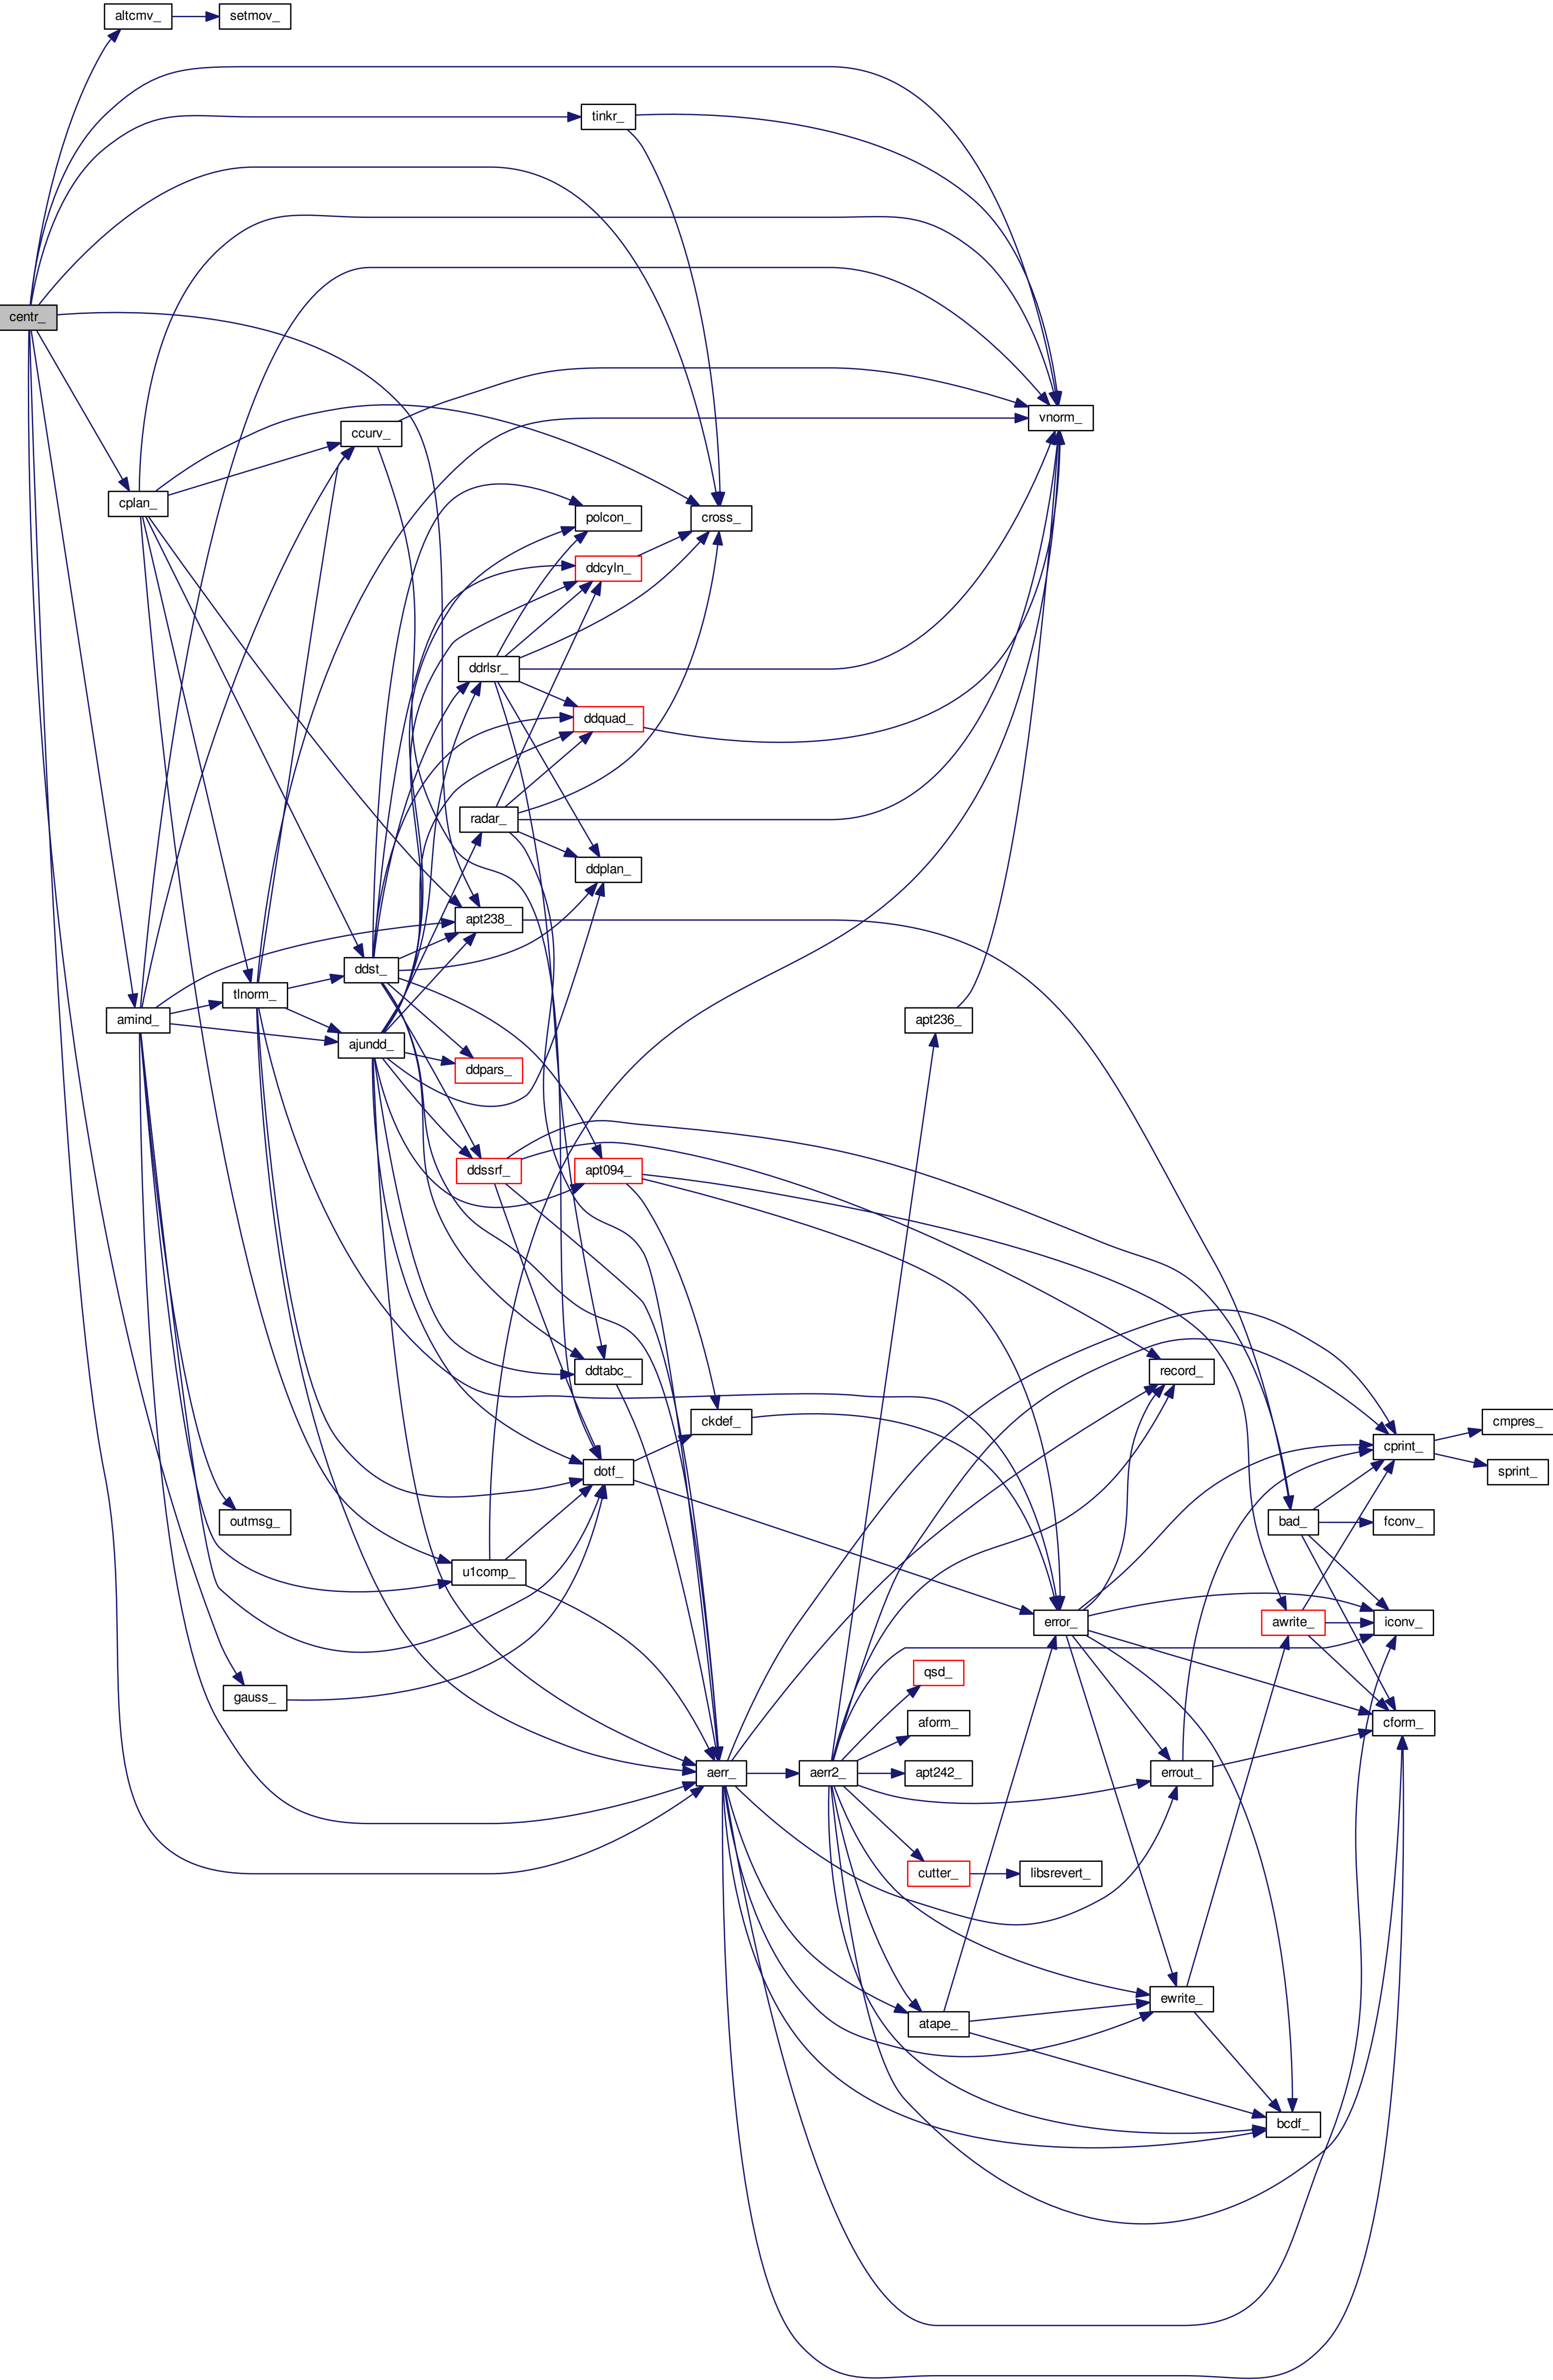 altcmv_
setmov_
tinkr_
centr_
vnorm_
ccurv_
cplan_
polcon_
cross_
ddcyln_
ddrlsr_
ddquad_
radar_
ddplan_
apt238_
ddst_
tlnorm_
amind_
apt236_
ajundd_
ddpars_
ddssrf_
apt094_
ddtabc_
record_
ckdef_
cmpres_
cprint_
dotf_
sprint_
outmsg_
bad_
fconv_
u1comp_
error_
awrite_
iconv_
qsd_
gauss_
aform_
cform_
aerr_
aerr2_
apt242_
errout_
cutter_
libsrevert_
ewrite_
atape_
bcdf_